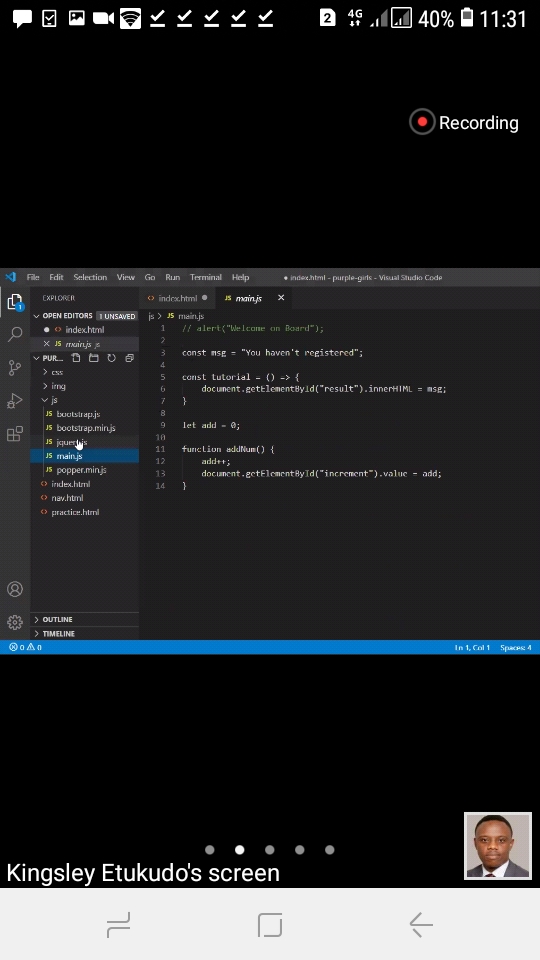 2 4G 40% 11:31
Recording
File Edit Selection View Go Run Terminal Help ● index.html - purple-girls - Visual Studio Code
EXPLORER
index.html ●
JS main.js ×
OPEN EDITORS 1 UNSAVED
● index.html
× JS main.js js
PUR...
css
img
js
JS bootstrap.js
JS bootstrap.min.js
JS jquery.js
JS main.js
JS popper.min.js
index.html
nav.html
practice.html
OUTLINE
TIMELINE
js > JS main.js
1 // alert("Welcome on Board");
2
3 const msg = "You haven't registered";
4
5 const tutorial = () => {
6 document.getElementById("result").innerHTML = msg;
7 }
8
9 let add = 0;
10
11 function addNum() {
12 add++;
13 document.getElementById("increment").value = add;
14 }
1
0 0 Ln 1, Col 1 Spaces: 4
Kingsley Etukudo's screen